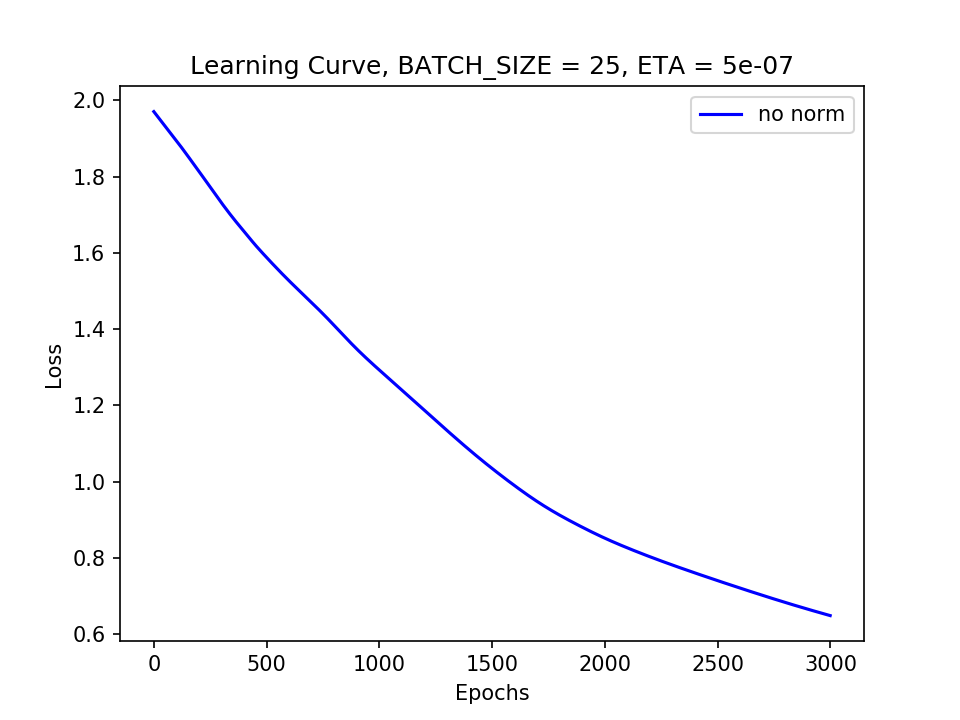 Learning Curve, BATCH_SIZE = 25, ETA = 5e-07
no norm
2.0
1.8
1.6
1.4
1.2
1.0
0.8
0.6
Loss
0 500 1000 1500 2000 2500 3000
Epochs